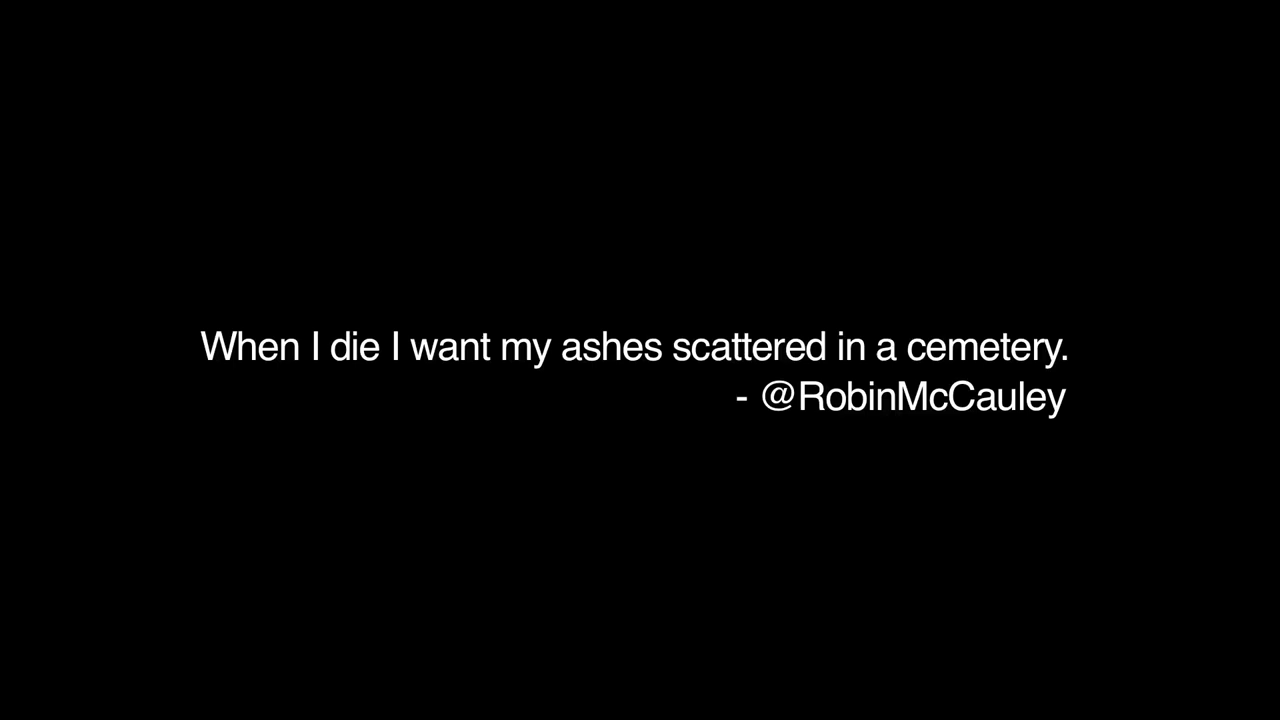 When I die I want my ashes scattered in a cemetery.
- @RobinMcCauley